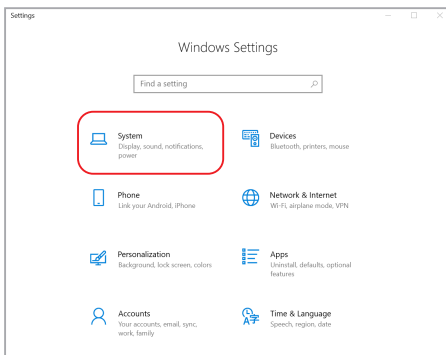 Settings
Windows Settings
Find a setting
System
Display, sound, notifications,
power
Devices
Bluetooth, printers, mouse
Phone
Link your Android, iPhone
Network & Internet
Wi-Fi, airplane mode, VPN
Personalization
Background, lock screen, colors
Apps
Uninstall, defaults, optional
features
Accounts
Your accounts, email, sync,
work, family
Time & Language
Speech, region, date